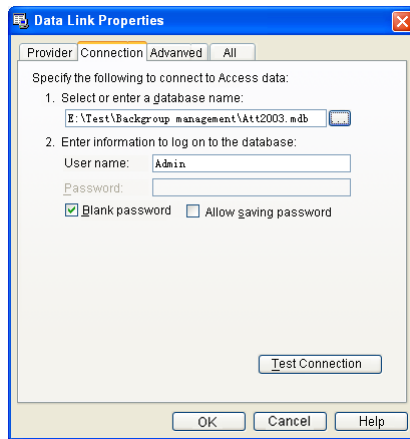 Data Link Properties
Provider Connection Advanved All
Specify the following to connect to Access data:
1. Select or enter a database name:
E:\Test\Backgroup management\Att2003.mdb ...
2. Enter information to log on to the database:
User name: Admin
Password:
Blank password Allow saving password
Test Connection
OK Cancel Help